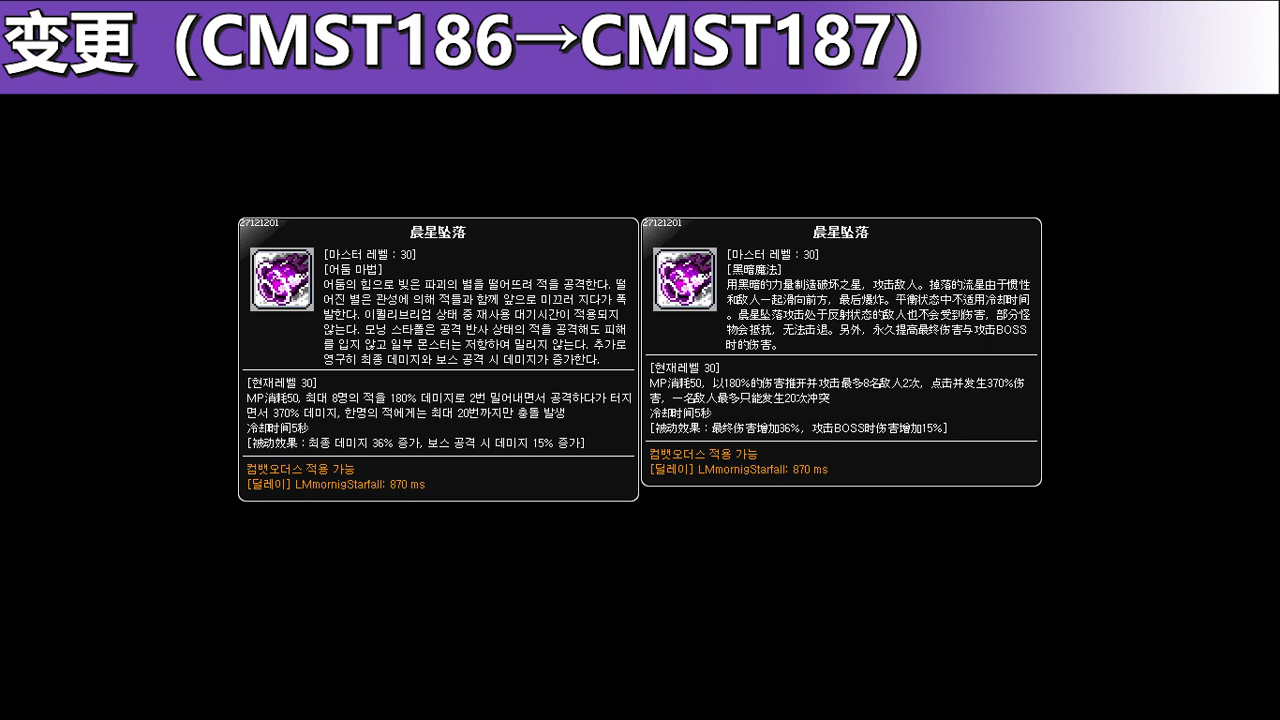 变更（CMST186→CMST187）
27121201
晨星坠落
[마스터 레벨 : 30]
[어둠 마법]
어둠의 힘으로 빚은 파괴의 별을 떨어뜨려 적을 공격한다. 떨
어진 별은 관성에 의해 적들과 함께 앞으로 미끄러 지다가 폭
발한다. 이퀄리브리엄 상태 중 재사용 대기시간이 적용되지
않는다. 모닝 스타폴은 공격 반사 상태의 적을 공격해도 피해
를 입지 않고 일부 몬스터는 저항하여 밀리지 않는다. 추가로
영구히 최종 데미지와 보스 공격 시 데미지가 증가한다.
[현재레벨 30]
MP消耗50, 최대 8명의 적을 180% 데미지로 2번 밀어내면서 공격하다가 터지
면서 370% 데미지, 한명의 적에게는 최대 20번까지만 충돌 발생
冷却时间5秒
[被动效果 : 최종 데미지 36% 증가, 보스 공격 시 데미지 15% 증가]
컴뱃오더스 적용 가능
[딜레이] LMmornigStarfall: 870 ms
27121201
晨星坠落
[마스터 레벨 : 30]
[黑暗魔法]
用黑暗的力量制造破坏之星，攻击敌人。掉落的流星由于惯性
和敌人一起滑向前方，最后爆炸。平衡状态中不适用冷却时间
。晨星坠落攻击处于反射状态的敌人也不会受到伤害，部分怪
物会抵抗，无法击退。另外，永久提高最终伤害与攻击BOSS
时的伤害。
[현재레벨 30]
MP消耗50，以180%的伤害推开并攻击最多8名敌人2次，点击并发生370%伤
害，一名敌人最多只能发生20次冲突
冷却时间5秒
[被动效果：最终伤害增加36%，攻击BOSS时伤害增加15%]
컴뱃오더스 적용 가능
[딜레이] LMmornigStarfall: 870 ms